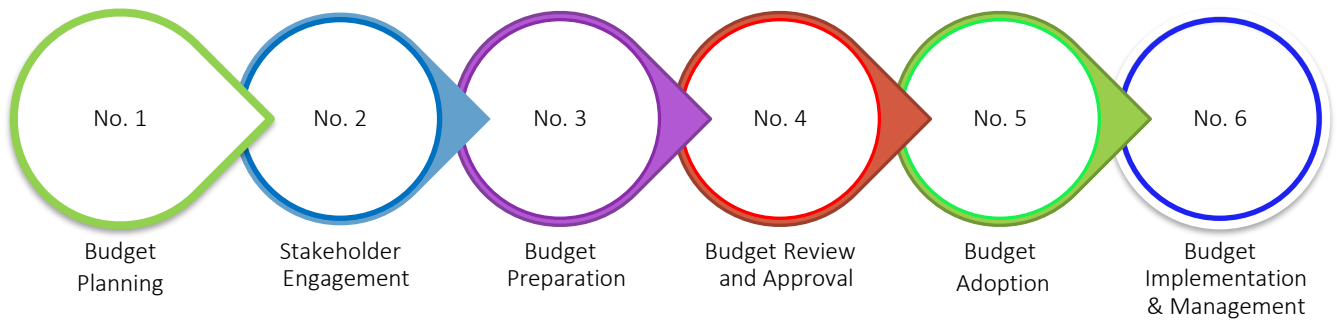 No. 1
No. 2
No. 3
No. 4
No. 5
No. 6
Budget
Planning
Stakeholder
Engagement
Budget
Preparation
Budget Review
and Approval
Budget
Adoption
Budget
Implementation
& Management